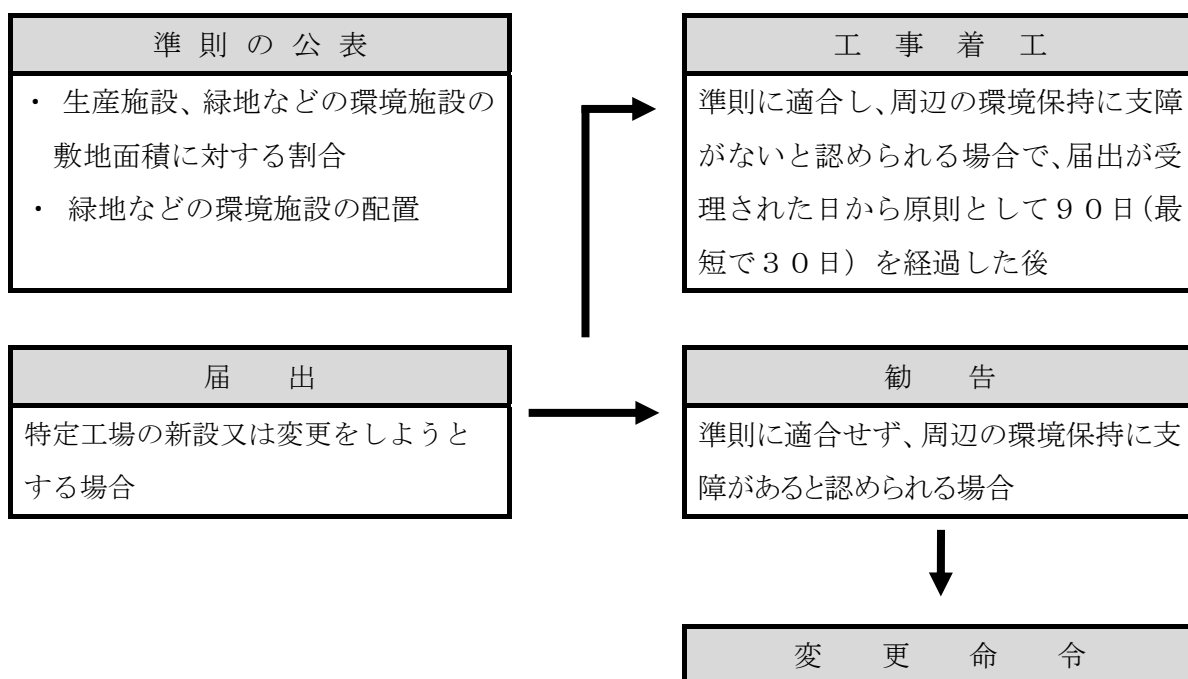 準則の公表
・ 生産施設、緑地などの環境施設の
敷地面積に対する割合
・ 緑地などの環境施設の配置
工事着工
準則に適合し、周辺の環境保持に支障
がないと認められる場合で、届出が受
理された日から原則として９０日（最
短で３０日）を経過した後
届出
特定工場の新設又は変更をしようと
する場合
勧告
準則に適合せず、周辺の環境保持に支
障があると認められる場合
変更命令